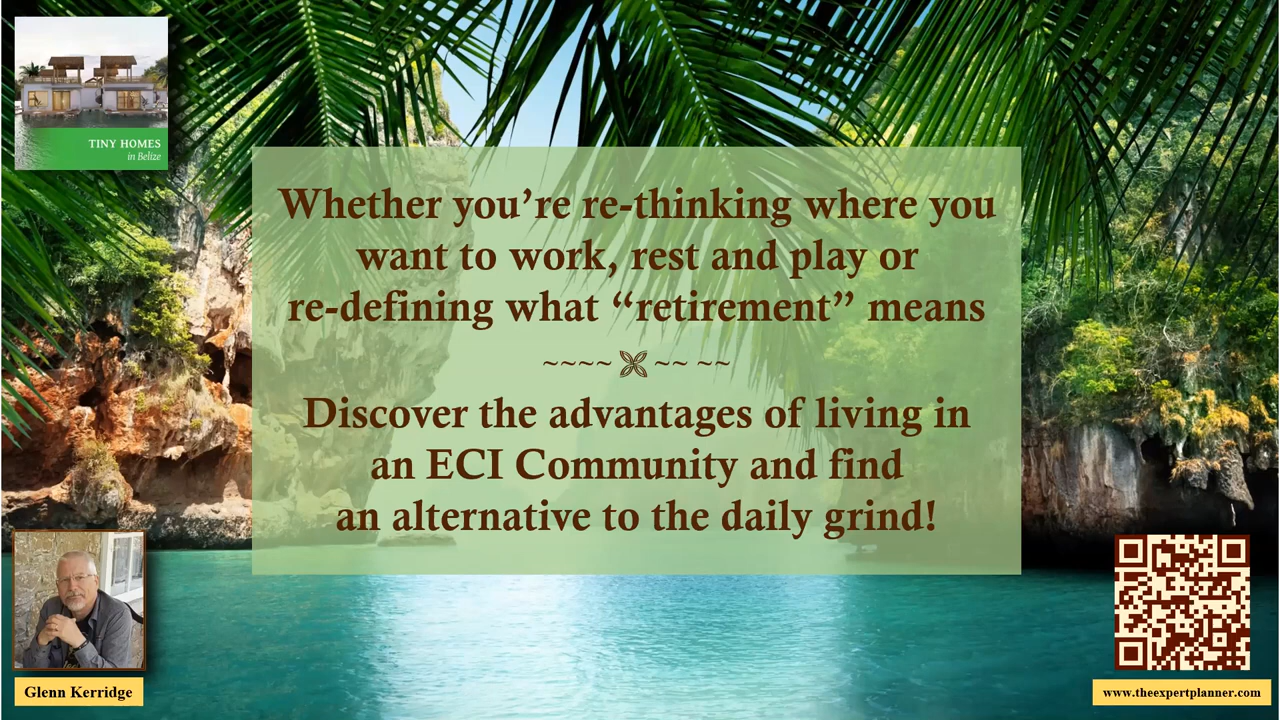 TINY HOMES
in Belize
Whether you’re re-thinking where you
want to work, rest and play or
re-defining what “retirement” means
~~~~ ~~ ~~
Discover the advantages of living in
an ECI Community and find
an alternative to the daily grind!
Glenn Kerridge
www.theexpertplanner.com